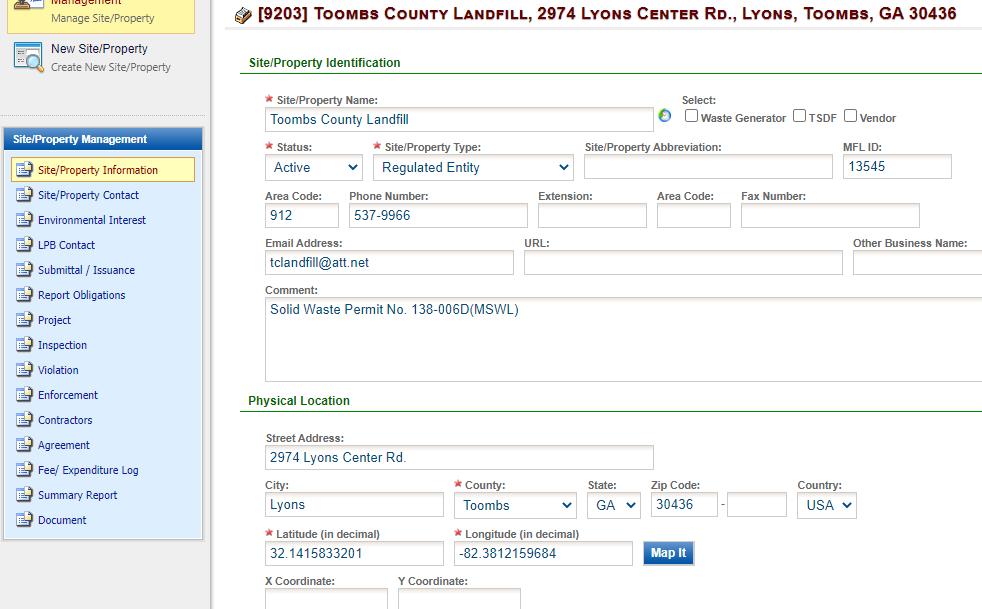 Management
Manage Site/Property
New Site/Property
Create New Site/Property
Site/Property Management
Site/Property Information
Site/Property Contact
Environmental Interest
LPB Contact
Submittal / Issuance
Report Obligations
Project
Inspection
Violation
Enforcement
Contractors
Agreement
Fee/ Expenditure Log
Summary Report
Document
[9203] Toombs County Landfill, 2974 Lyons Center Rd., Lyons, Toombs, GA 30436
Site/Property Identification
* Site/Property Name: Select:
Toombs County Landfill Waste Generator TSDF Vendor
* Status: * Site/Property Type: Site/Property Abbreviation: MFL ID:
Active Regulated Entity 13545
Area Code: Phone Number: Extension: Area Code: Fax Number:
912 537-9966
Email Address: URL: Other Business Name:
tclandfill@att.net
Comment:
Solid Waste Permit No. 138-006D(MSWL)
Physical Location
Street Address:
2974 Lyons Center Rd.
City: * County: State: Zip Code: Country:
Lyons Toombs GA 30436 - USA
* Latitude (in decimal) * Longitude (in decimal)
32.1415833201 -82.3812159684 Map It
X Coordinate: Y Coordinate: